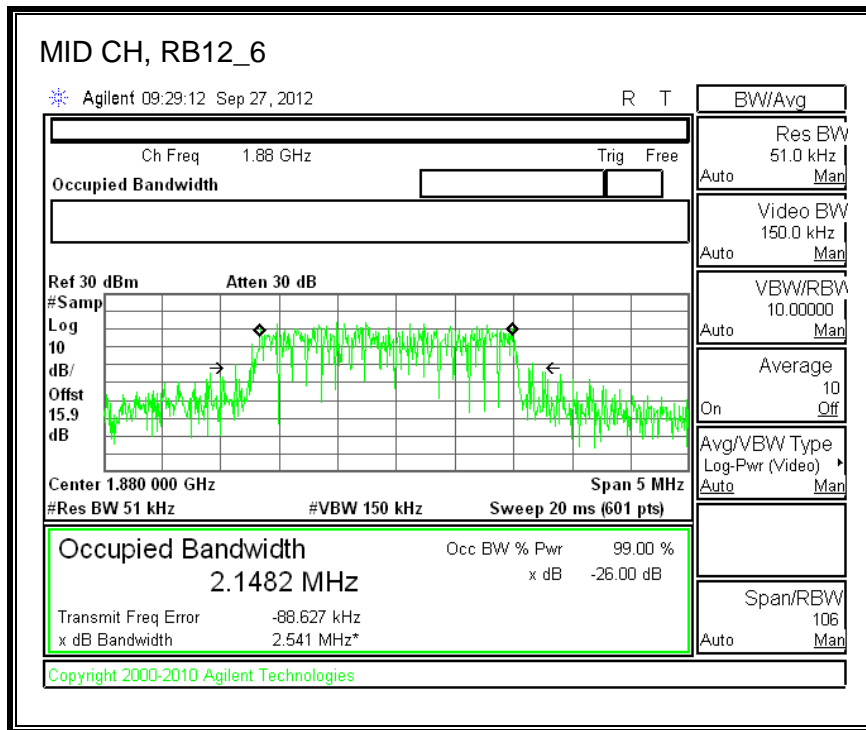 MID CH, RB12_6
Agilent 09:29:12 Sep 27, 2012 R T
BW/Avg
Ch Freq 1.88 GHz Trig Free
Occupied Bandwidth
Res BW
51.0 kHz
Auto Man
Video BW
150.0 kHz
Auto Man
VBW/RBW
10.00000
Auto Man
Average
10
On Off
Avg/VBW Type
Log-Pwr (Video)
Auto Man
Span/RBW
106
Auto Man
Ref 30 dBm Atten 30 dB
#Samp
Log
10
dB/
Offst
15.9
dB
Center 1.880 000 GHz Span 5 MHz
#Res BW 51 kHz #VBW 150 kHz Sweep 20 ms (601 pts)
Occupied Bandwidth Occ BW % Pwr 99.00 %
2.1482 MHz x dB -26.00 dB
Transmit Freq Error -88.627 kHz
x dB Bandwidth 2.541 MHz*
Copyright 2000-2010 Agilent Technologies